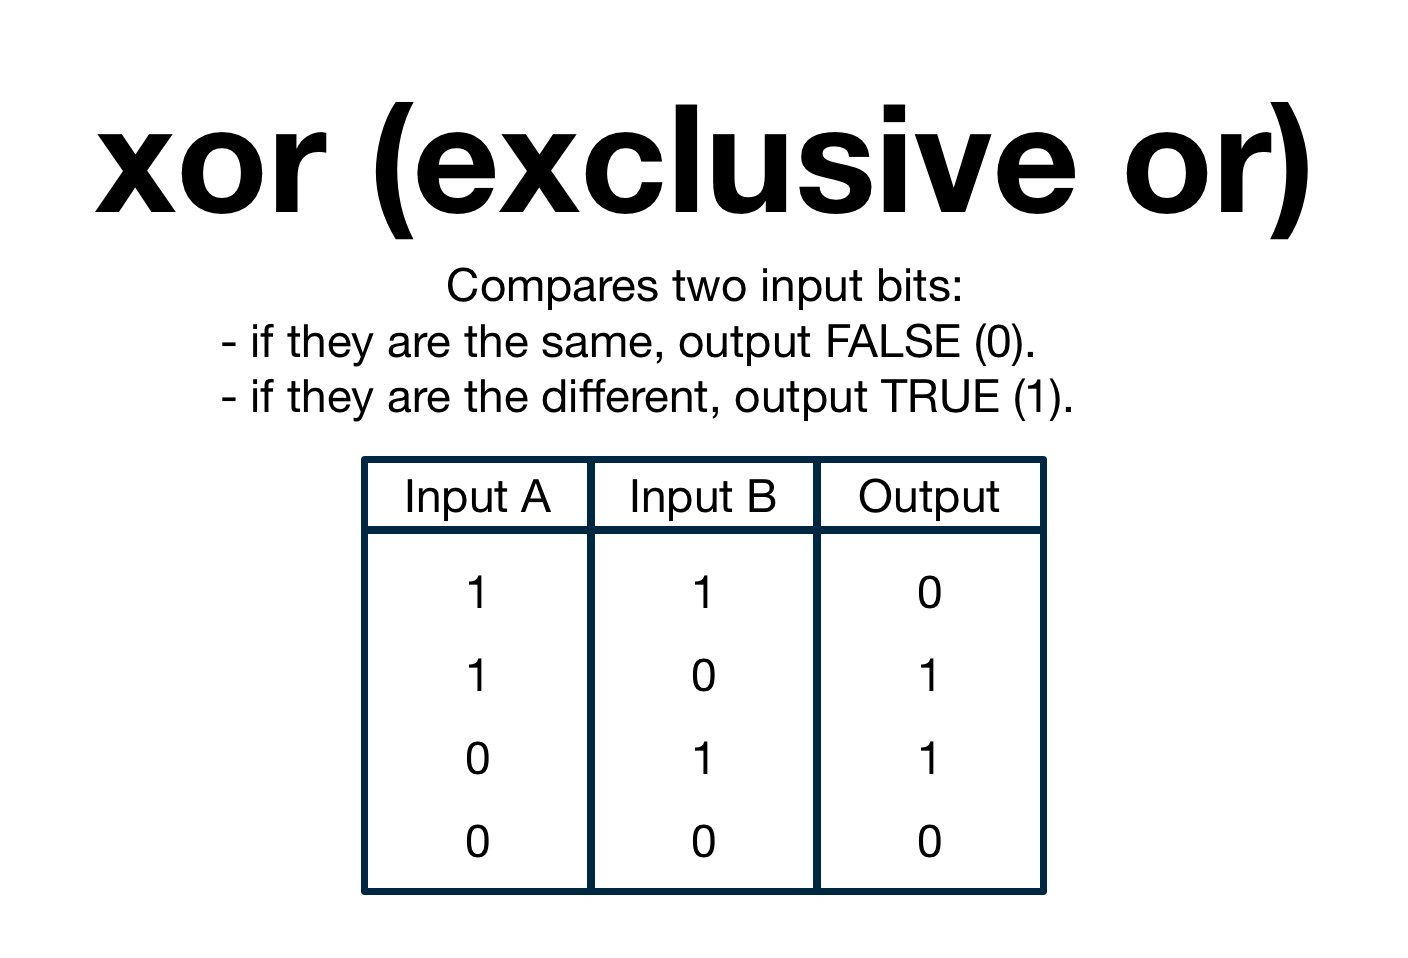 xor (exclusive or)
Compares two input bits:
- if they are the same, output FALSE (0).
- if they are the different, output TRUE (1).
Input A Input B Output
1 1 0
1 0 1
0 1 1
0 0 0